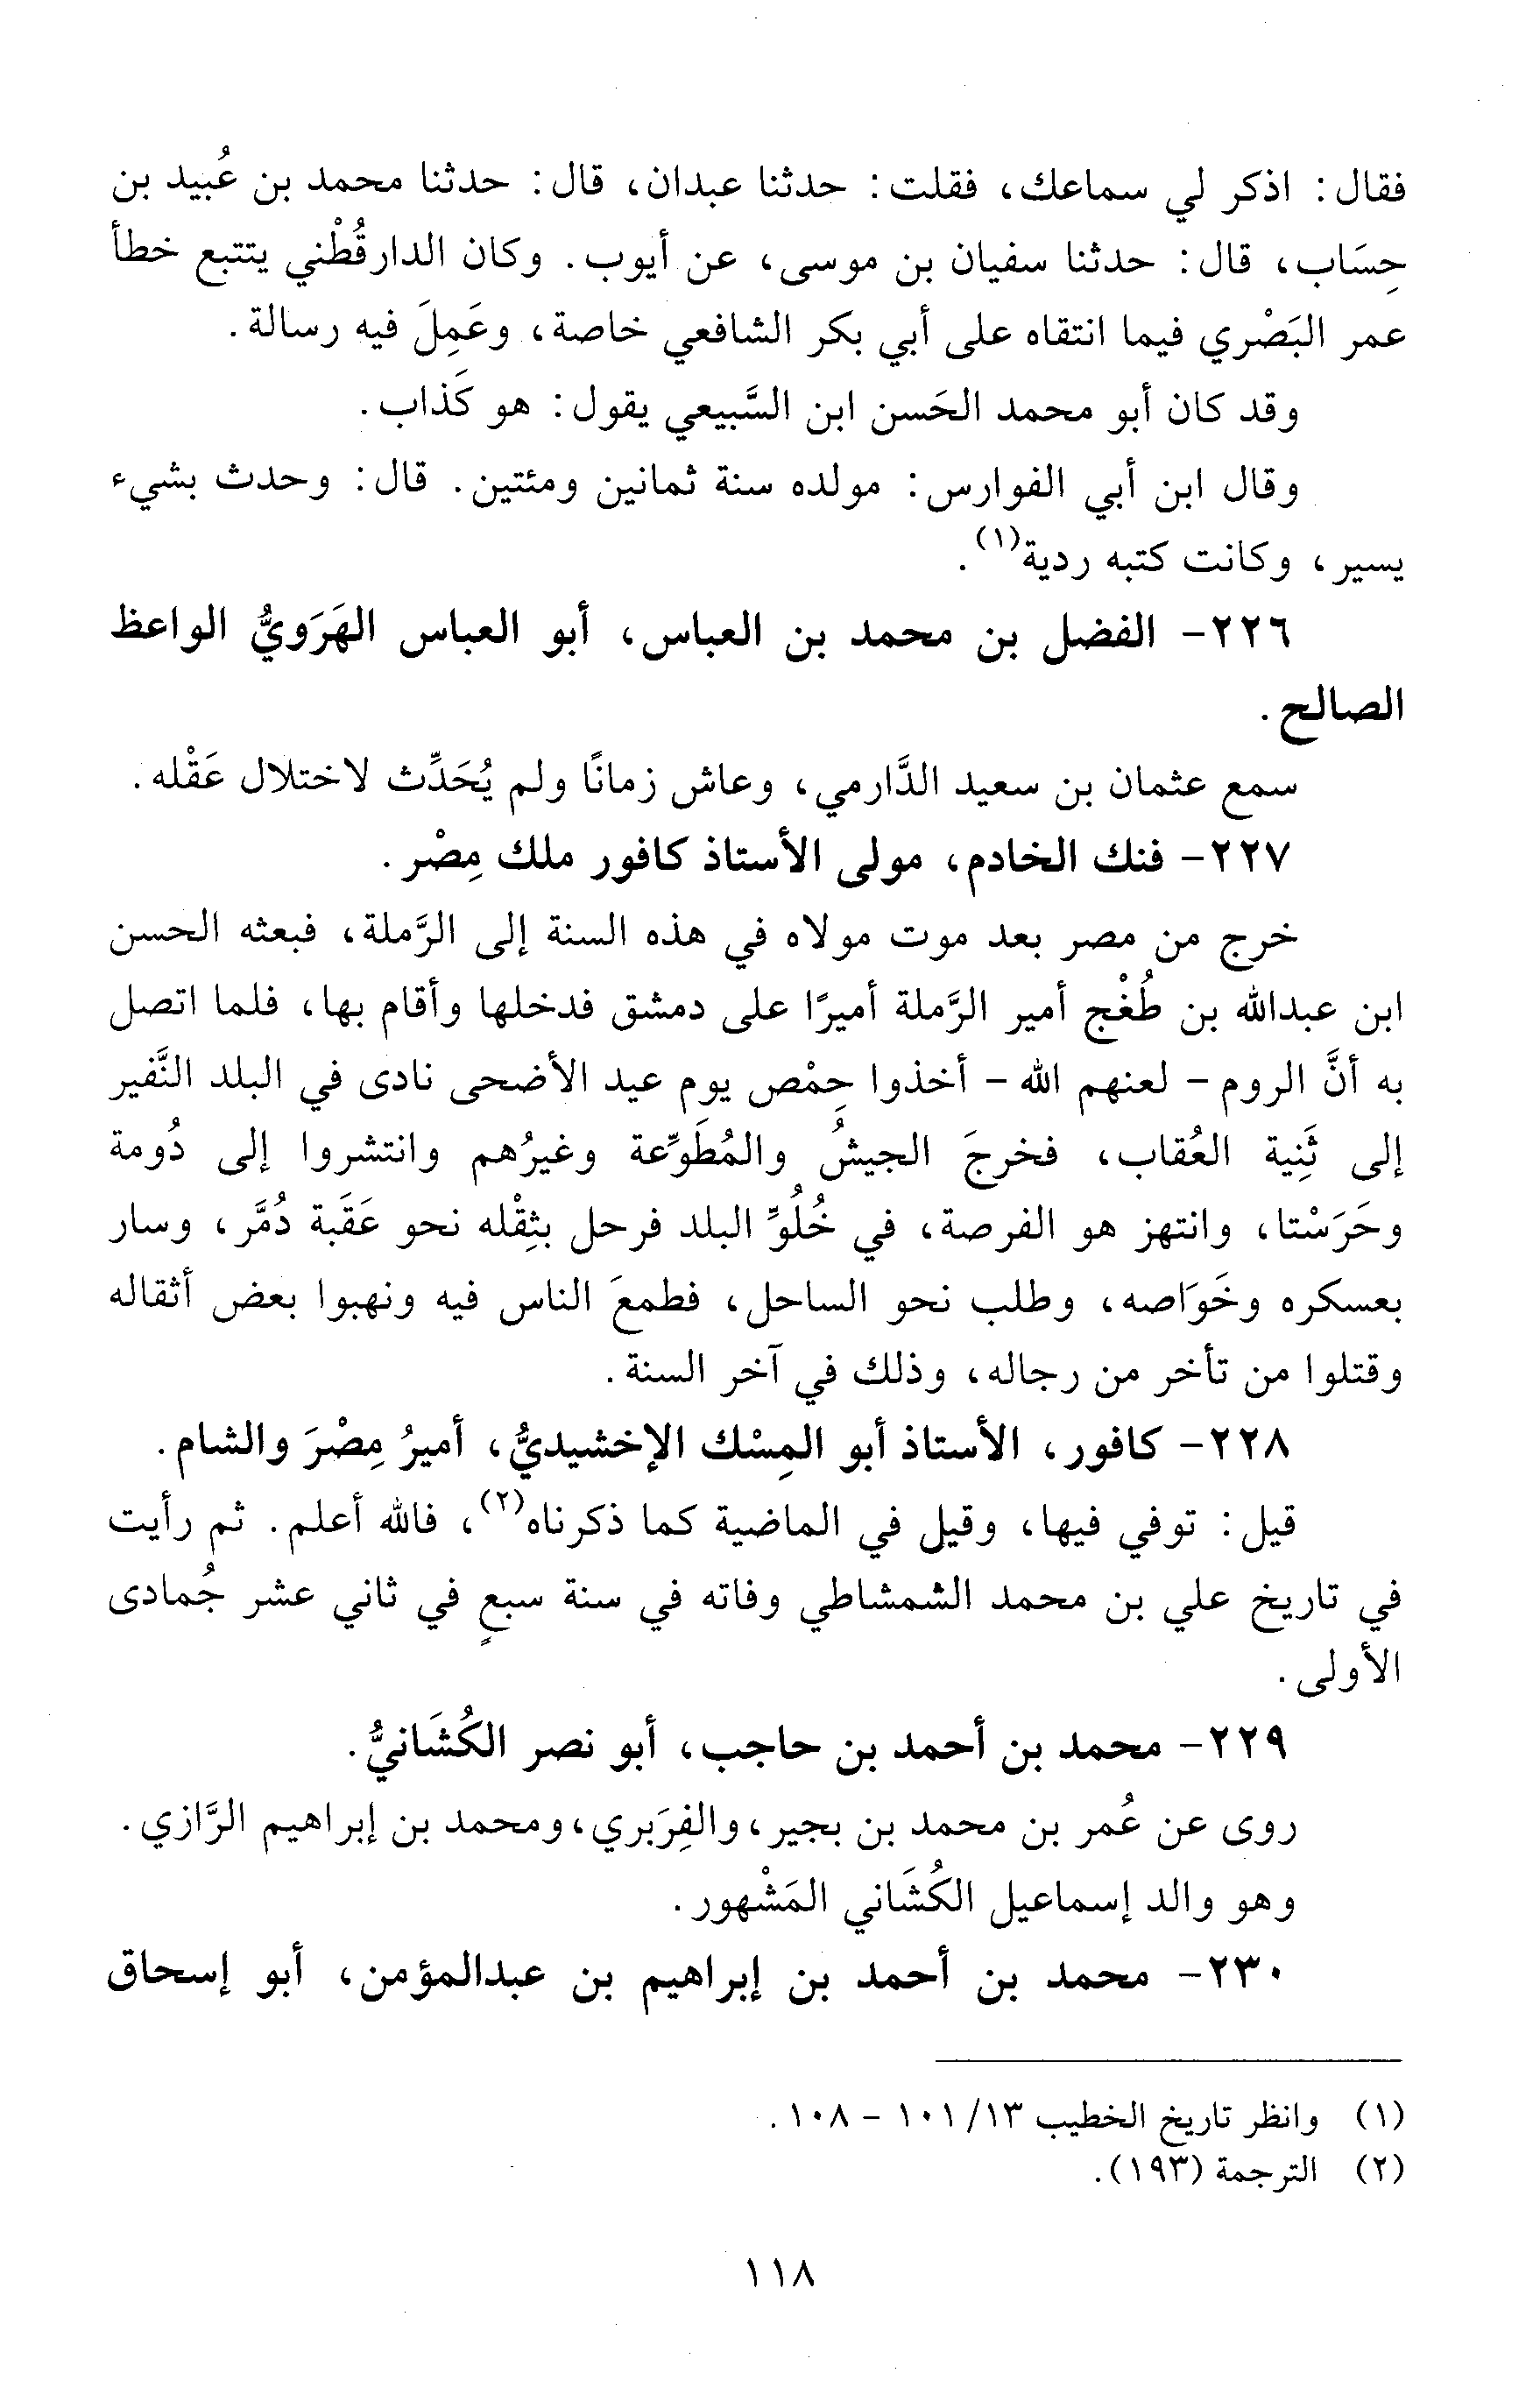 فقال: اذكر لي سماعك، فقلت: حدثنا عبدان، قال: حدثنا محمد بن عُبيد بن
حِسَاب، قال: حدثنا سفيان بن موسى، عن أيوب. وكان الدارقُطْني يتتبع خطأ
عمر البَصْري فيما انتقاه على أبي بكر الشافعي خاصة، وعَمِلَ فيه رسالة.
وقد كان أبو محمد الحَسن ابن السَّبيعي يقول: هو كَذاب.
وقال ابن أبي الفوارس: مولده سنة ثمانين ومئتين. قال: وحدث بشيء
يسير، وكانت كتبه ردية(١).
٢٢٦- الفضل بن محمد بن العباس، أبو العباس الهَرَويُّ الواعظ
الصالح.
سمع عثمان بن سعيد الدَّارمي، وعاش زمانًا ولم يُحَدِّث لاختلال عَقْله.
٢٢٧- فنك الخادم، مولى الأستاذ كافور ملك مِصْر.
خرج من مصر بعد موت مولاه في هذه السنة إلى الرَّملة، فبعثه الحسن
ابن عبدالله بن طُغْج أمير الرَّملة أميرًا على دمشق فدخلها وأقام بها، فلما اتصل
به أنَّ الروم - لعنهم الله - أخذوا حِمْص يوم عيد الأضحى نادى في البلد النَّفير
إلى ثَنِية العُقاب، فخرجَ الجيشُ والمُطَوِّعة وغيرُهم وانتشروا إلى دُومة
وحَرَسْتا، وانتهز هو الفرصة، في خُلُوِّ البلد فرحل بثِقْله نحو عَقَبة دُمَّر، وسار
بعسكره وخَوَاصه، وطلب نحو الساحل، فطمعَ الناس فيه ونهبوا بعض أثقاله
وقتلوا من تأخر من رجاله، وذلك في آخر السنة.
٢٢٨- كافور، الأستاذ أبو المِسْك الإخشيديُّ، أميرُ مِصْرَ والشام.
قيل: توفي فيها، وقيل في الماضية كما ذكرناه(٢)، فالله أعلم. ثم رأيت
في تاريخ علي بن محمد الشمشاطي وفاته في سنة سبعٍ في ثاني عشر جُمادى
الأولى.
٢٢٩- محمد بن أحمد بن حاجب، أبو نصر الكُشَانيُّ.
روى عن عُمر بن محمد بن بجير، والفِرَبري، ومحمد بن إبراهيم الرَّازي.
وهو والد إسماعيل الكُشَاني المَشْهور.
٢٣٠- محمد بن أحمد بن إبراهيم بن عبدالمؤمن، أبو إسحاق
(١) وانظر تاريخ الخطيب ١٣/ ١٠١ - ١٠٨.
(٢) الترجمة (١٩٣).
١١٨